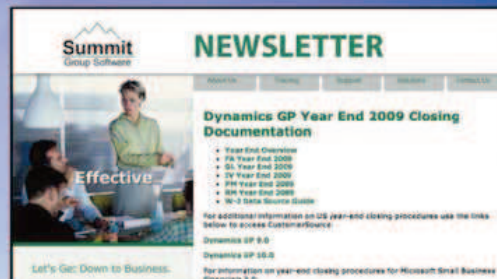 Summit
Group Software
NEWSLETTER
About Us Training Support Solutions Contact Us
Dynamics GP Year End 2009 Closing
Documentation
Year End Overview
FA Year End 2009
GL Year End 2009
IV Year End 2009
PM Year End 2009
RM Year End 2009
W-2 Data Source Guide
For additional information on US year-end closing procedures use the links
below to access CustomerSource
Dynamics GP 9.0
Dynamics GP 10.0
For information on year-end closing procedures for Microsoft Small Business
Effective
Let's Get Down to Business.